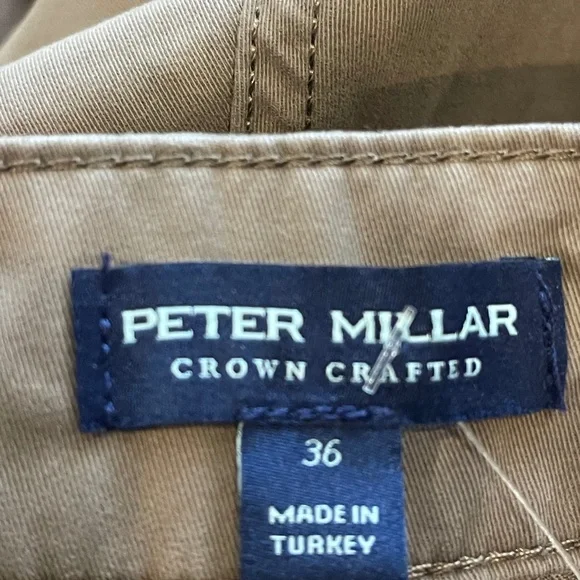 PETER MILLAR
CROWN CRAFTED
36
MADE IN
TURKEY